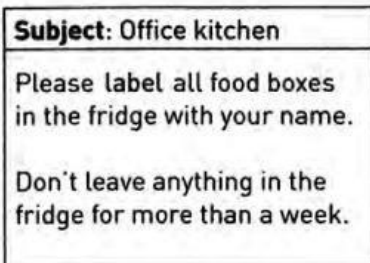 Subject: Office kitchen
Please label all food boxes
in the fridge with your name.
Don't leave anything in the
fridge for more than a week.